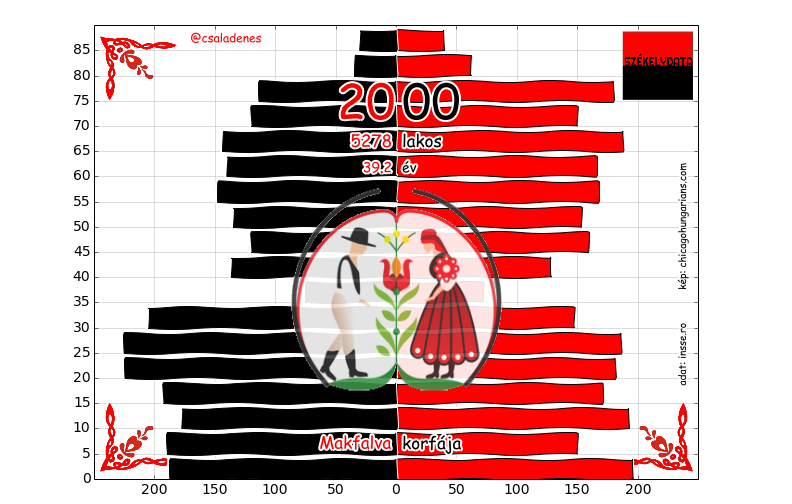 @csaladenes
SZÉKELYDATA
2000
5278 lakos
39.2 év
kép: chicagohungarians.com
adat: insse.ro
Makfalva korfája
85
80
75
70
65
60
55
50
45
40
35
30
25
20
15
10
5
0
200 150 100 50 0 50 100 150 200